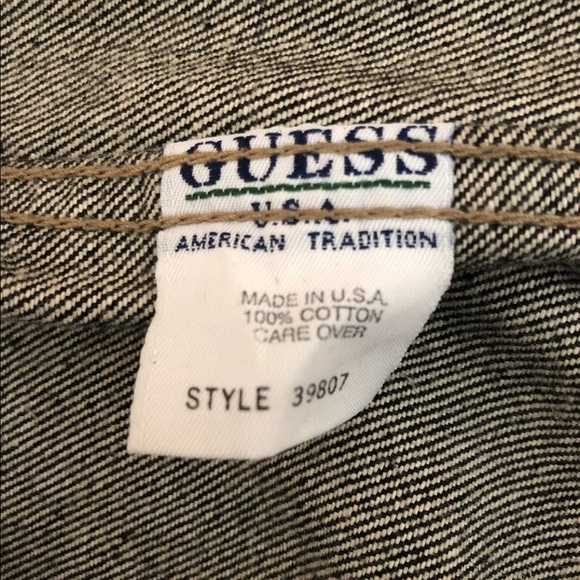 GUESS
U.S.A.
AMERICAN TRADITION
MADE IN U.S.A.
100% COTTON
CARE OVER
STYLE 39807